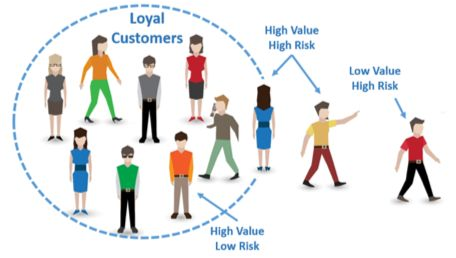 Loyal
Customers
High Value
High Risk
Low Value
High Risk
High Value
Low Risk